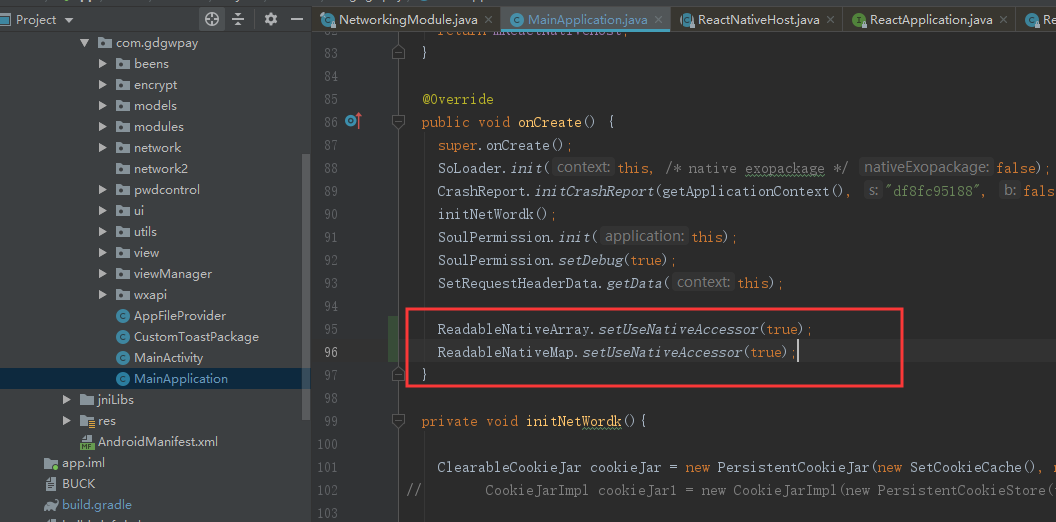 Project
NetworkingModule.java
MainApplication.java
ReactNativeHost.java
ReactApplication.java
Re
com.gdgwpay
beens
encrypt
models
modules
network
network2
pwdcontrol
ui
utils
view
viewManager
wxapi
AppFileProvider
CustomToastPackage
MainActivity
MainApplication
jniLibs
res
AndroidManifest.xml
app.iml
BUCK
build.gradle
82 return mReactNativeHost;
83 }
84
85 @Override
86 public void onCreate() {
87 super.onCreate();
88 SoLoader.init( context: this, /* native exopackage */ nativeExopackage: false);
89 CrashReport.initCrashReport(getApplicationContext(), s: "df8fc95188", b: fals
90 initNetWordk();
91 SoulPermission.init( application: this);
92 SoulPermission.setDebug(true);
93 SetRequestHeaderData.getData( context: this);
94
95 ReadableNativeArray.setUseNativeAccessor(true);
96 ReadableNativeMap.setUseNativeAccessor(true);
97 }
98
99 private void initNetWordk(){
100
101 ClearableCookieJar cookieJar = new PersistentCookieJar(new SetCookieCache(), n
102 // CookieJarImpl cookieJar1 = new CookieJarImpl(new PersistentCookieStore(
103